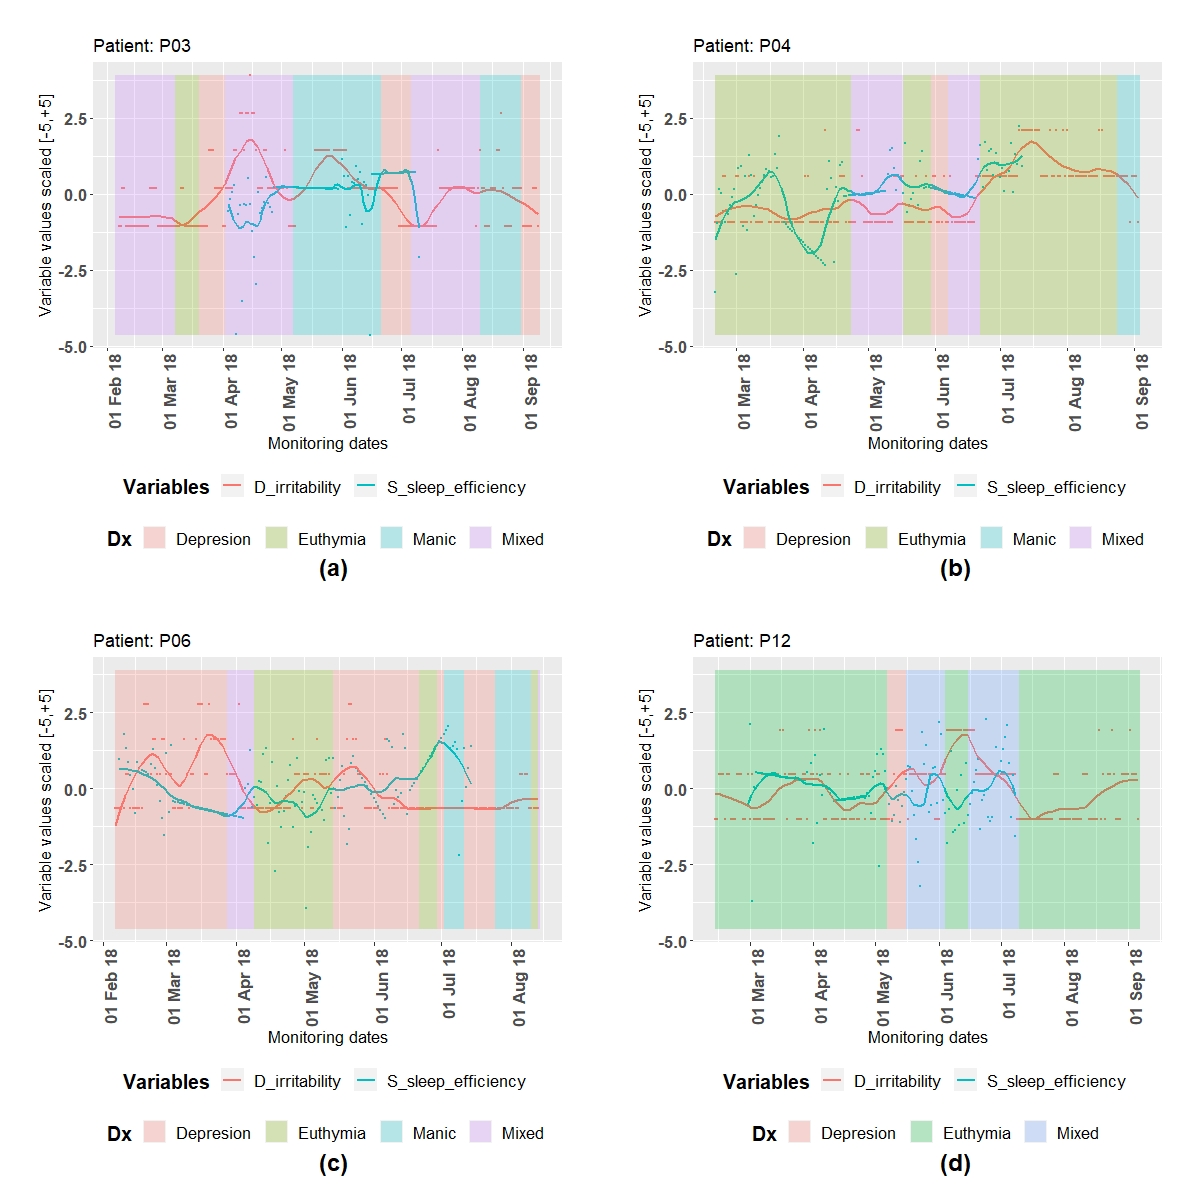 Patient: P03
Variable values scaled [-5,+5]
2.5
0.0
-2.5
-5.0
01 Feb 18
01 Mar 18
01 Apr 18
01 May 18
01 Jun 18
01 Jul 18
01 Aug 18
01 Sep 18
Monitoring dates
Variables D_irritability S_sleep_efficiency
Dx Depresion Euthymia Manic Mixed
(a)
Patient: P04
Variable values scaled [-5,+5]
2.5
0.0
-2.5
-5.0
01 Mar 18
01 Apr 18
01 May 18
01 Jun 18
01 Jul 18
01 Aug 18
01 Sep 18
Monitoring dates
Variables D_irritability S_sleep_efficiency
Dx Depresion Euthymia Manic Mixed
(b)
Patient: P06
Variable values scaled [-5,+5]
2.5
0.0
-2.5
-5.0
01 Feb 18
01 Mar 18
01 Apr 18
01 May 18
01 Jun 18
01 Jul 18
01 Aug 18
Monitoring dates
Variables D_irritability S_sleep_efficiency
Dx Depresion Euthymia Manic Mixed
(c)
Patient: P12
Variable values scaled [-5,+5]
2.5
0.0
-2.5
-5.0
01 Mar 18
01 Apr 18
01 May 18
01 Jun 18
01 Jul 18
01 Aug 18
01 Sep 18
Monitoring dates
Variables D_irritability S_sleep_efficiency
Dx Depresion Euthymia Mixed
(d)